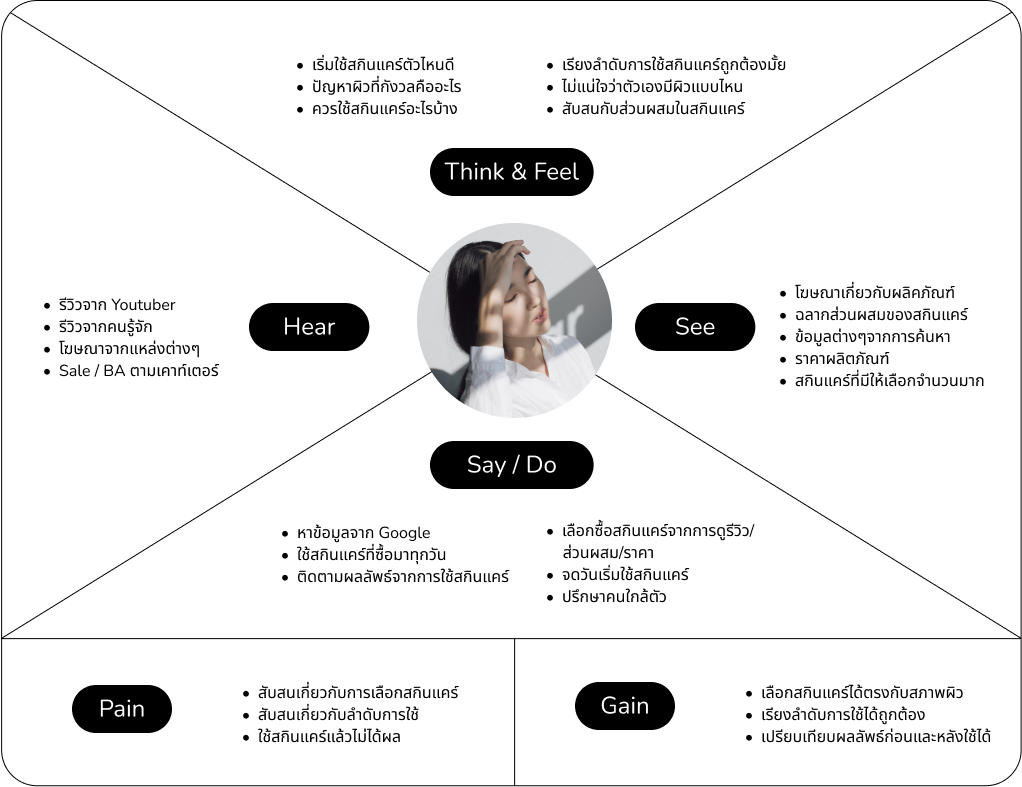 • เริ่มใช้สกินแคร์ตัวไหนดี
• ปัญหาผิวที่กังวลคืออะไร
• ควรใช้สกินแคร์อะไรบ้าง
• เรียงลำดับการใช้สกินแคร์ถูกต้องมั้ย
• ไม่แน่ใจว่าตัวเองมีผิวแบบไหน
• สับสนกับส่วนผสมในสกินแคร์
Think & Feel
• รีวิวจาก Youtuber
• รีวิวจากคนรู้จัก
• โฆษณาจากแหล่งต่างๆ
• Sale / BA ตามเคาท์เตอร์
Hear
See
• โฆษณาเกี่ยวกับผลิคภัณฑ์
• ฉลากส่วนผสมของสกินแคร์
• ข้อมูลต่างๆจากการค้นหา
• ราคาผลิตภัณฑ์
• สกินแคร์ที่มีให้เลือกจำนวนมาก
Say / Do
• หาข้อมูลจาก Google
• ใช้สกินแคร์ที่ซื้อมาทุกวัน
• ติดตามผลลัพธ์จากการใช้สกินแคร์
• เลือกซื้อสกินแคร์จากการดูรีวิว/
ส่วนผสม/ราคา
• จดวันเริ่มใช้สกินแคร์
• ปรึกษาคนใกล้ตัว
Pain
• สับสนเกี่ยวกับการเลือกสกินแคร์
• สับสนเกี่ยวกับลำดับการใช้
• ใช้สกินแคร์แล้วไม่ได้ผล
Gain
• เลือกสกินแคร์ได้ตรงกับสภาพผิว
• เรียงลำดับการใช้ได้ถูกต้อง
• เปรียบเทียบผลลัพธ์ก่อนและหลังใช้ได้